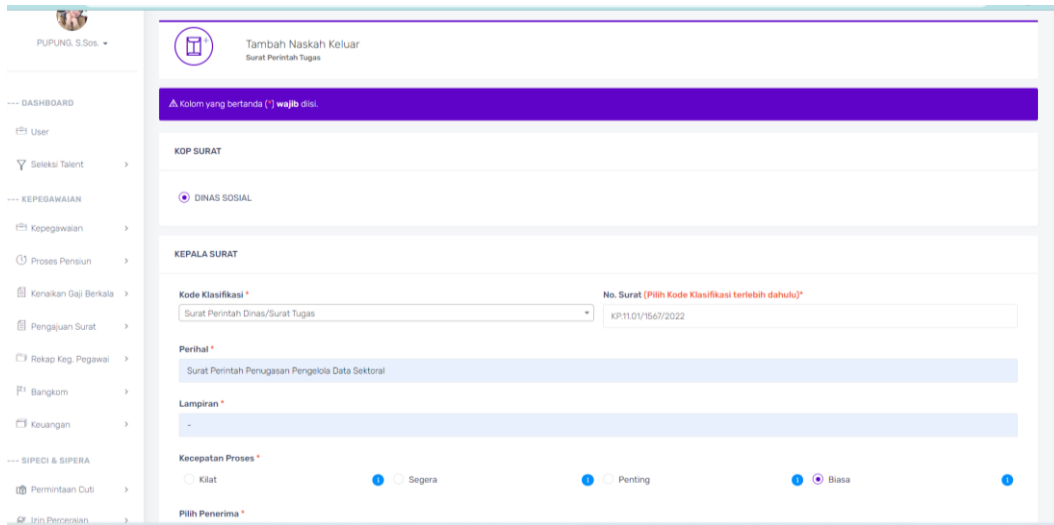 PUPUNG, S.Sos.
--- DASHBOARD
User
Seleksi Talent
--- KEPEGAWAIAN
Kepegawaian
Proses Pensiun
Kenaikan Gaji Berkala
Pengajuan Surat
Rekap Keg. Pegawai
Bangkom
Keuangan
--- SIPECI & SIPERA
Permintaan Cuti
Izin Perceraian
Tambah Naskah Keluar
Surat Perintah Tugas
Kolom yang bertanda (*) wajib diisi.
KOP SURAT
DINAS SOSIAL
KEPALA SURAT
Kode Klasifikasi *
Surat Perintah Dinas/Surat Tugas
No. Surat (Pilih Kode Klasifikasi terlebih dahulu)*
KP.11.01/1567/2022
Perihal *
Surat Perintah Penugasan Pengelola Data Sektoral
Lampiran *
-
Kecepatan Proses *
Kilat Segera Penting Biasa
Pilih Penerima *